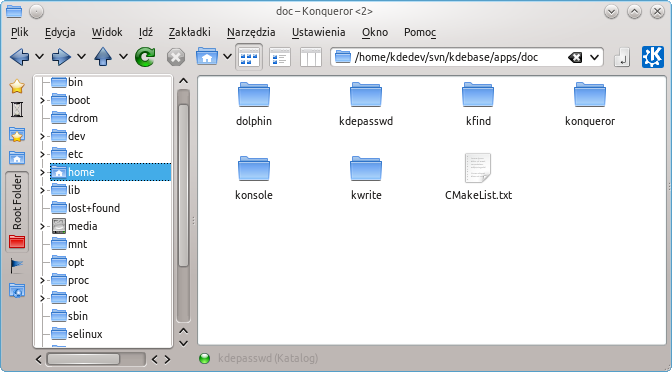 doc – Konqueror <2>
Plik Edycja Widok Idź Zakładki Narzędzia Ustawienia Okno Pomoc
/home/kdedev/svn/kdebase/apps/doc
Root Folder
bin
boot
cdrom
dev
etc
home
lib
lost+found
media
mnt
opt
proc
root
sbin
selinux
dolphin kdepasswd kfind konqueror
konsole kwrite CMakeList.txt
kdepasswd (Katalog)